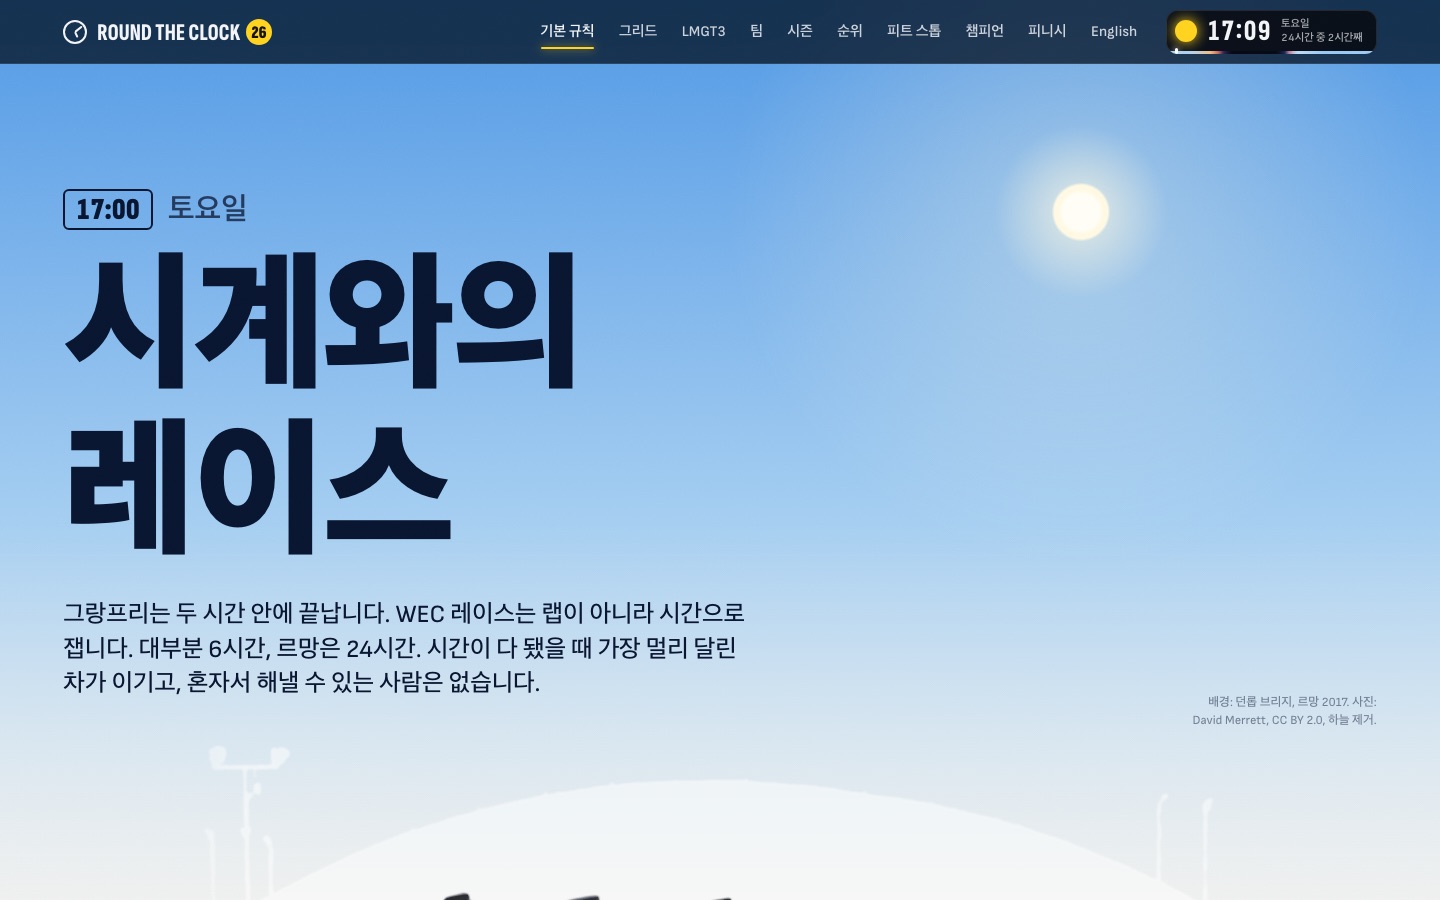 ROUND THE CLOCK 26
기본 규칙 그리드 LMGT3 팀 시즌 순위 피트 스톱 챔피언 피니시 English
17:09 토요일
24시간 중 2시간째
17:00 토요일
시계와의
레이스
그랑프리는 두 시간 안에 끝납니다. WEC 레이스는 랩이 아니라 시간으로
잽니다. 대부분 6시간, 르망은 24시간. 시간이 다 됐을 때 가장 멀리 달린
차가 이기고, 혼자서 해낼 수 있는 사람은 없습니다.
배경: 던롭 브리지, 르망 2017. 사진:
David Merrett, CC BY 2.0, 하늘 제거.